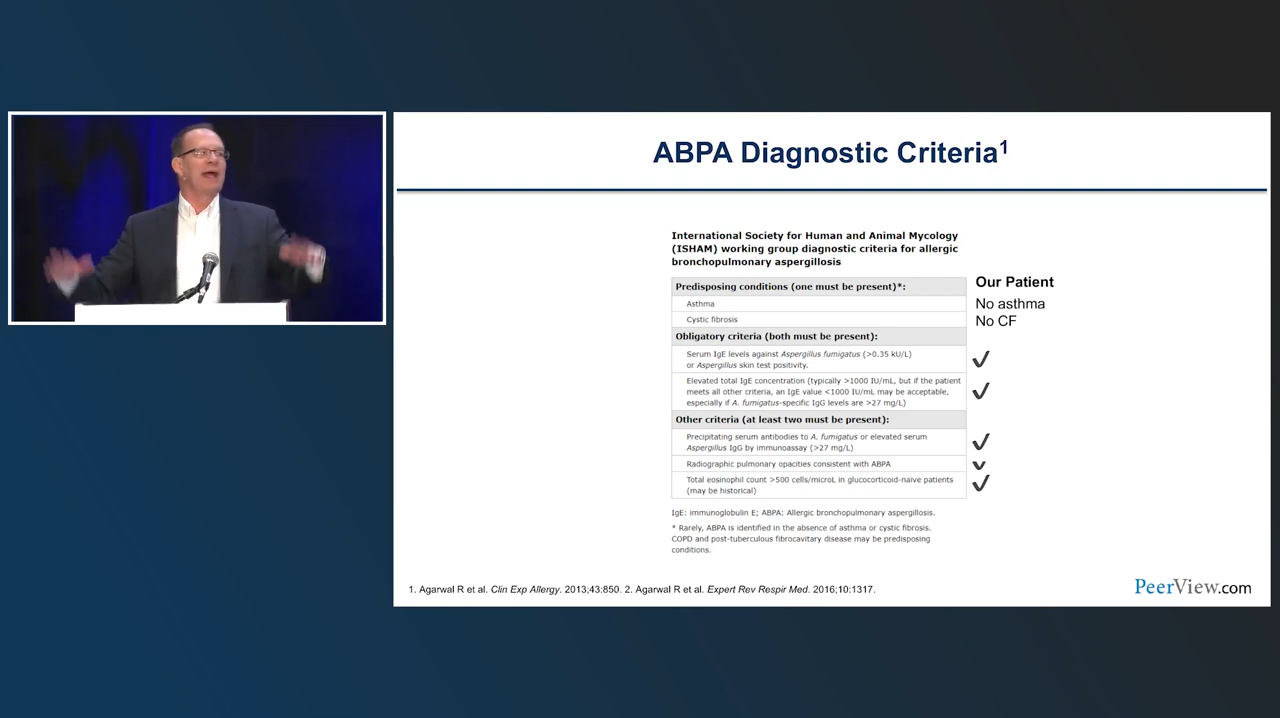 ABPA Diagnostic Criteria1
International Society for Human and Animal Mycology
(ISHAM) working group diagnostic criteria for allergic
bronchopulmonary aspergillosis
Predisposing conditions (one must be present)*:
Asthma
Cystic fibrosis
Our Patient
No asthma
No CF
Obligatory criteria (both must be present):
Serum IgE levels against Aspergillus fumigatus (>0.35 kU/L)
or Aspergillus skin test positivity.
Elevated total IgE concentration (typically >1000 IU/mL, but if the patient
meets all other criteria, an IgE value <1000 IU/mL may be acceptable,
especially if A. fumigatus-specific IgG levels are >27 mg/L)
Other criteria (at least two must be present):
Precipitating serum antibodies to A. fumigatus or elevated serum
Aspergillus IgG by immunoassay (>27 mg/L)
Radiographic pulmonary opacities consistent with ABPA
Total eosinophil count >500 cells/microL in glucocorticoid-naïve patients
(may be historical)
IgE: immunoglobulin E; ABPA: Allergic bronchopulmonary aspergillosis.
* Rarely, ABPA is identified in the absence of asthma or cystic fibrosis.
COPD and post-tuberculous fibrocavitary disease may be predisposing
conditions.
1. Agarwal R et al. Clin Exp Allergy. 2013;43:850. 2. Agarwal R et al. Expert Rev Respir Med. 2016;10:1317.
PeerView.com